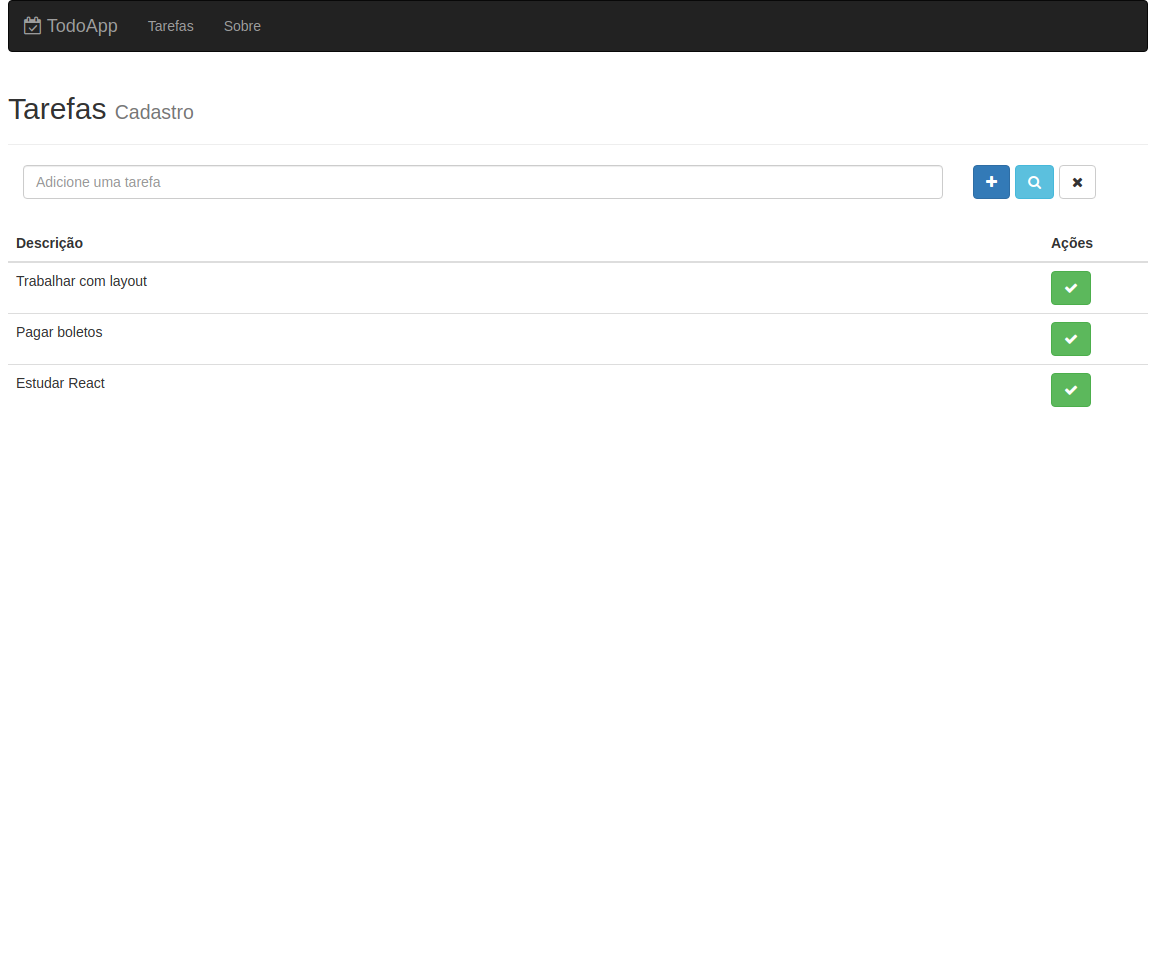 TodoApp Tarefas Sobre
Tarefas Cadastro
Adicione uma tarefa
Descrição Ações
Trabalhar com layout
Pagar boletos
Estudar React